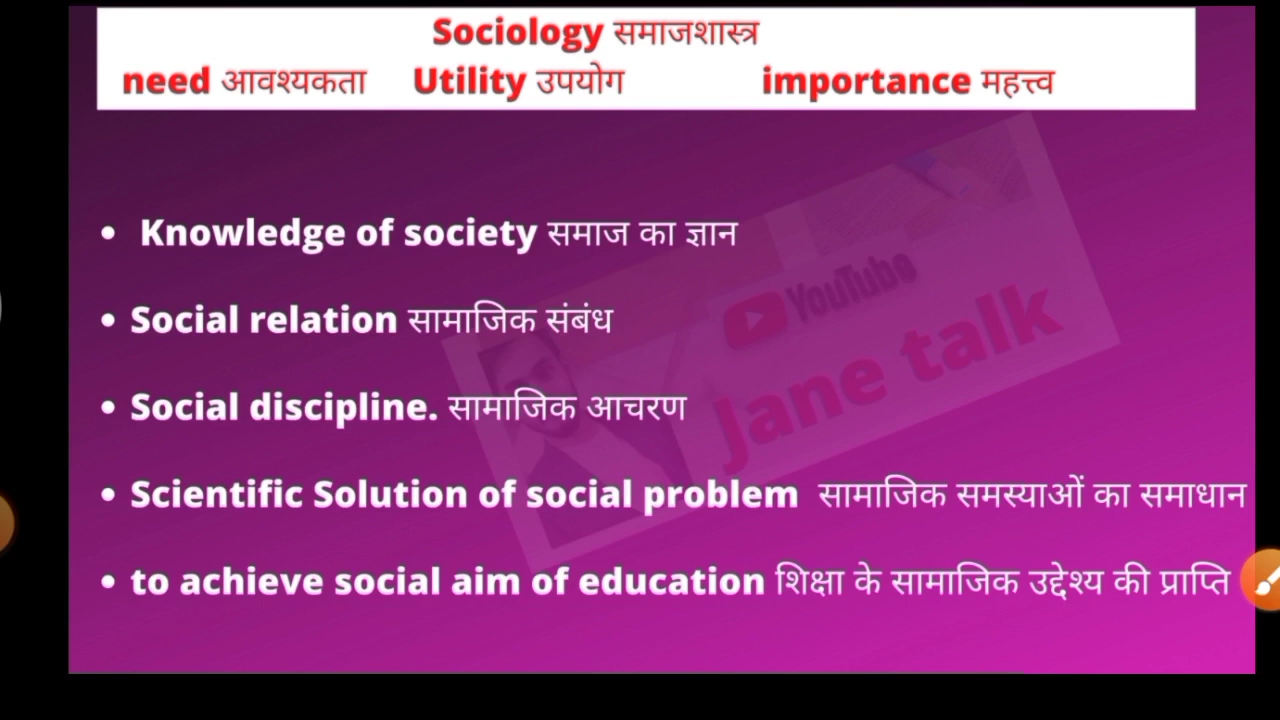 Sociology समाजशास्त्र
need आवश्यकता Utility उपयोग importance महत्त्व
• Knowledge of society समाज का ज्ञान
• Social relation सामाजिक संबंध
• Social discipline. सामाजिक आचरण
• Scientific Solution of social problem सामाजिक समस्याओं का समाधान
• to achieve social aim of education शिक्षा के सामाजिक उद्देश्य की प्राप्ति
YouTube
Jane talk